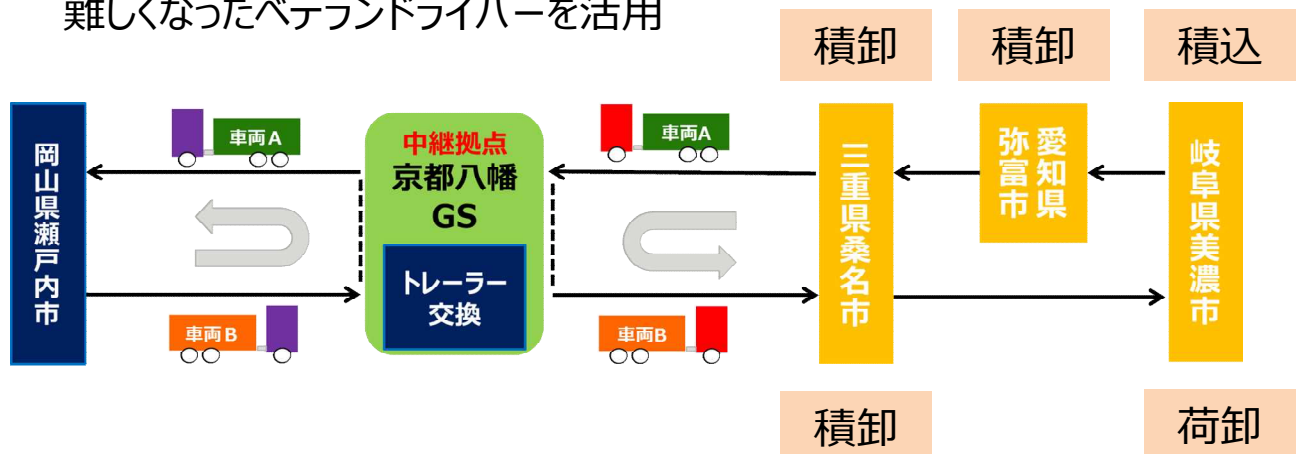 難しくなったベテランドライバーを活用
積卸
積卸
積込
岡山県瀬戸内市
車両A
中継拠点
京都八幡
GS
トレーラー
交換
車両A
三重県桑名市
愛知県
弥富市
岐阜県美濃市
車両B
車両B
積卸
荷卸